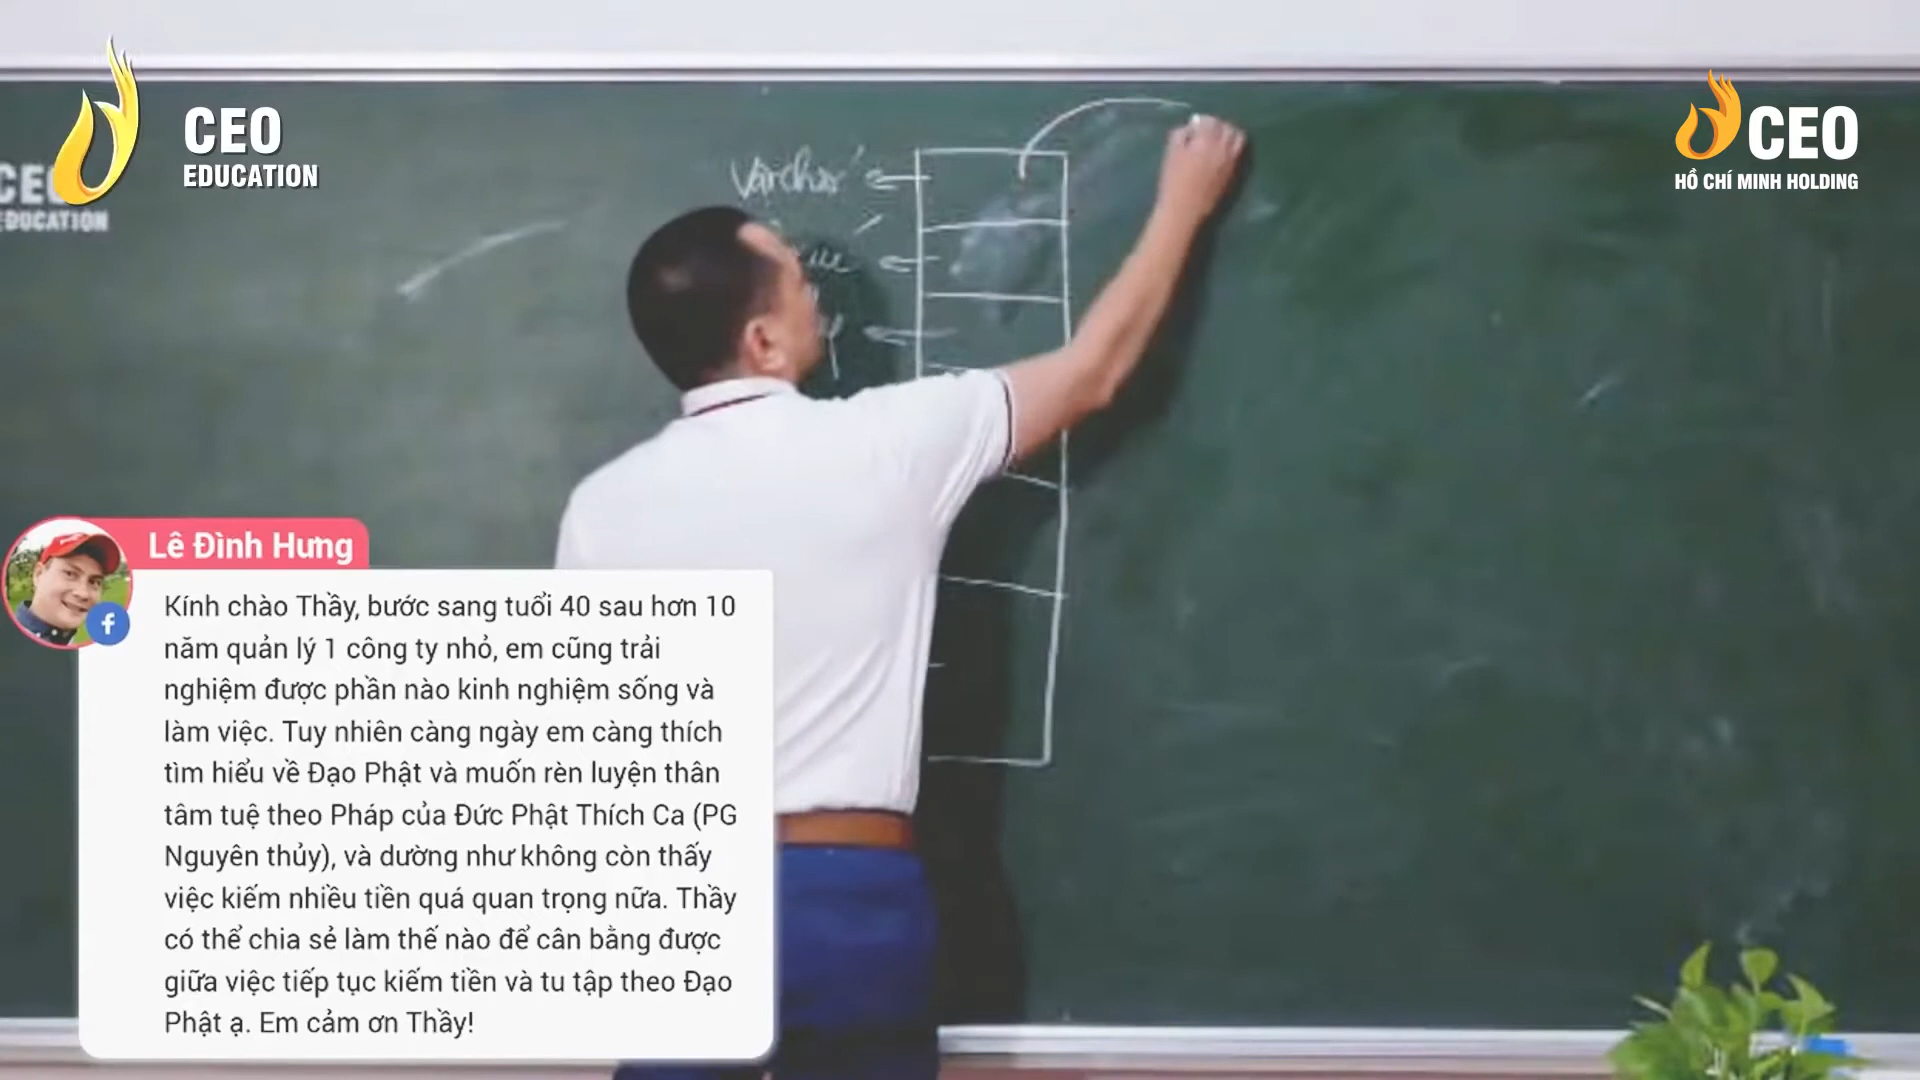 CEO
EDUCATION
CEO
HỒ CHÍ MINH HOLDING
EDUCATION
Varchar
Lê Đình Hưng
Kính chào Thầy, bước sang tuổi 40 sau hơn 10
năm quản lý 1 công ty nhỏ, em cũng trải
nghiệm được phần nào kinh nghiệm sống và
làm việc. Tuy nhiên càng ngày em càng thích
tìm hiểu về Đạo Phật và muốn rèn luyện thân
tâm tuệ theo Pháp của Đức Phật Thích Ca (PG
Nguyên thủy), và dường như không còn thấy
việc kiếm nhiều tiền quá quan trọng nữa. Thầy
có thể chia sẻ làm thế nào để cân bằng được
giữa việc tiếp tục kiếm tiền và tu tập theo Đạo
Phật ạ. Em cảm ơn Thầy!